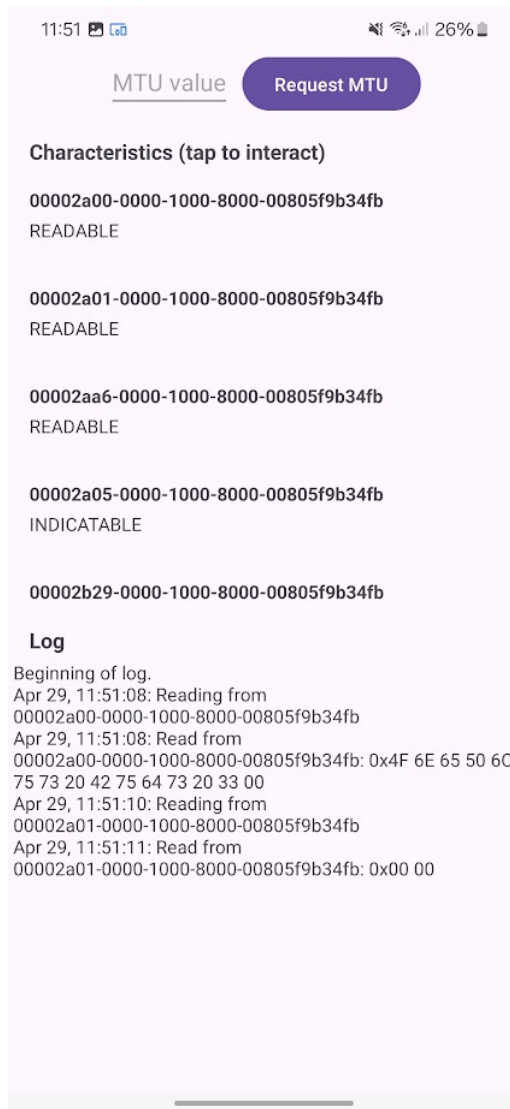 11:51 26%
MTU value Request MTU
Characteristics (tap to interact)
00002a00-0000-1000-8000-00805f9b34fb
READABLE
00002a01-0000-1000-8000-00805f9b34fb
READABLE
00002aa6-0000-1000-8000-00805f9b34fb
READABLE
00002a05-0000-1000-8000-00805f9b34fb
INDICATABLE
00002b29-0000-1000-8000-00805f9b34fb
Log
Beginning of log.
Apr 29, 11:51:08: Reading from
00002a00-0000-1000-8000-00805f9b34fb
Apr 29, 11:51:08: Read from
00002a00-0000-1000-8000-00805f9b34fb: 0x4F 6E 65 50 6C
75 73 20 42 75 64 73 20 33 00
Apr 29, 11:51:10: Reading from
00002a01-0000-1000-8000-00805f9b34fb
Apr 29, 11:51:11: Read from
00002a01-0000-1000-8000-00805f9b34fb: 0x00 00